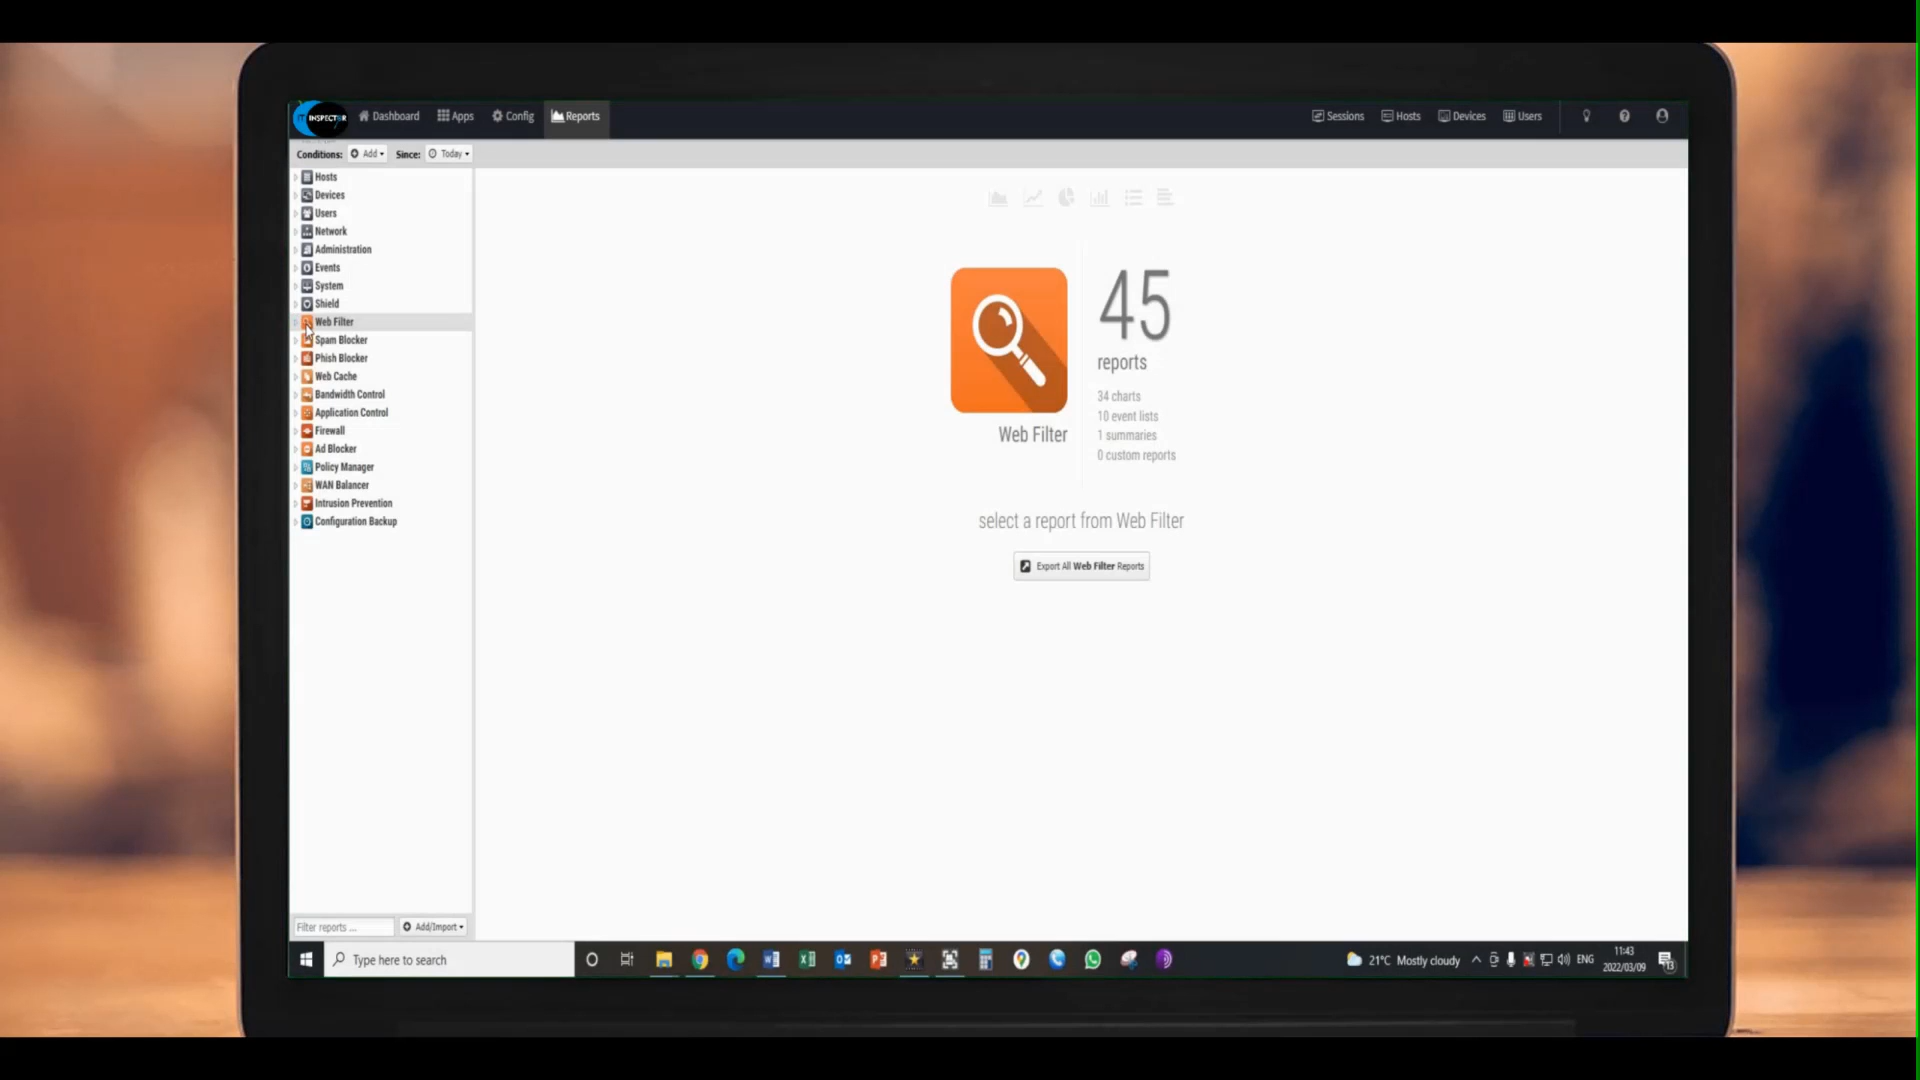 IT INSPECTOR Dashboard Apps Config Reports Sessions Hosts Devices Users
Conditions: Add Since: Today
Hosts
Devices
Users
Network
Administration
Events
System
Shield
Web Filter
Spam Blocker
Phish Blocker
Web Cache
Bandwidth Control
Application Control
Firewall
Ad Blocker
Policy Manager
WAN Balancer
Intrusion Prevention
Configuration Backup
45
reports
34 charts
10 event lists
1 summaries
0 custom reports
Web Filter
select a report from Web Filter
Export All Web Filter Reports
Filter reports ... Add/Import
Type here to search
21°C Mostly cloudy ENG
11:43
2022/03/09
13